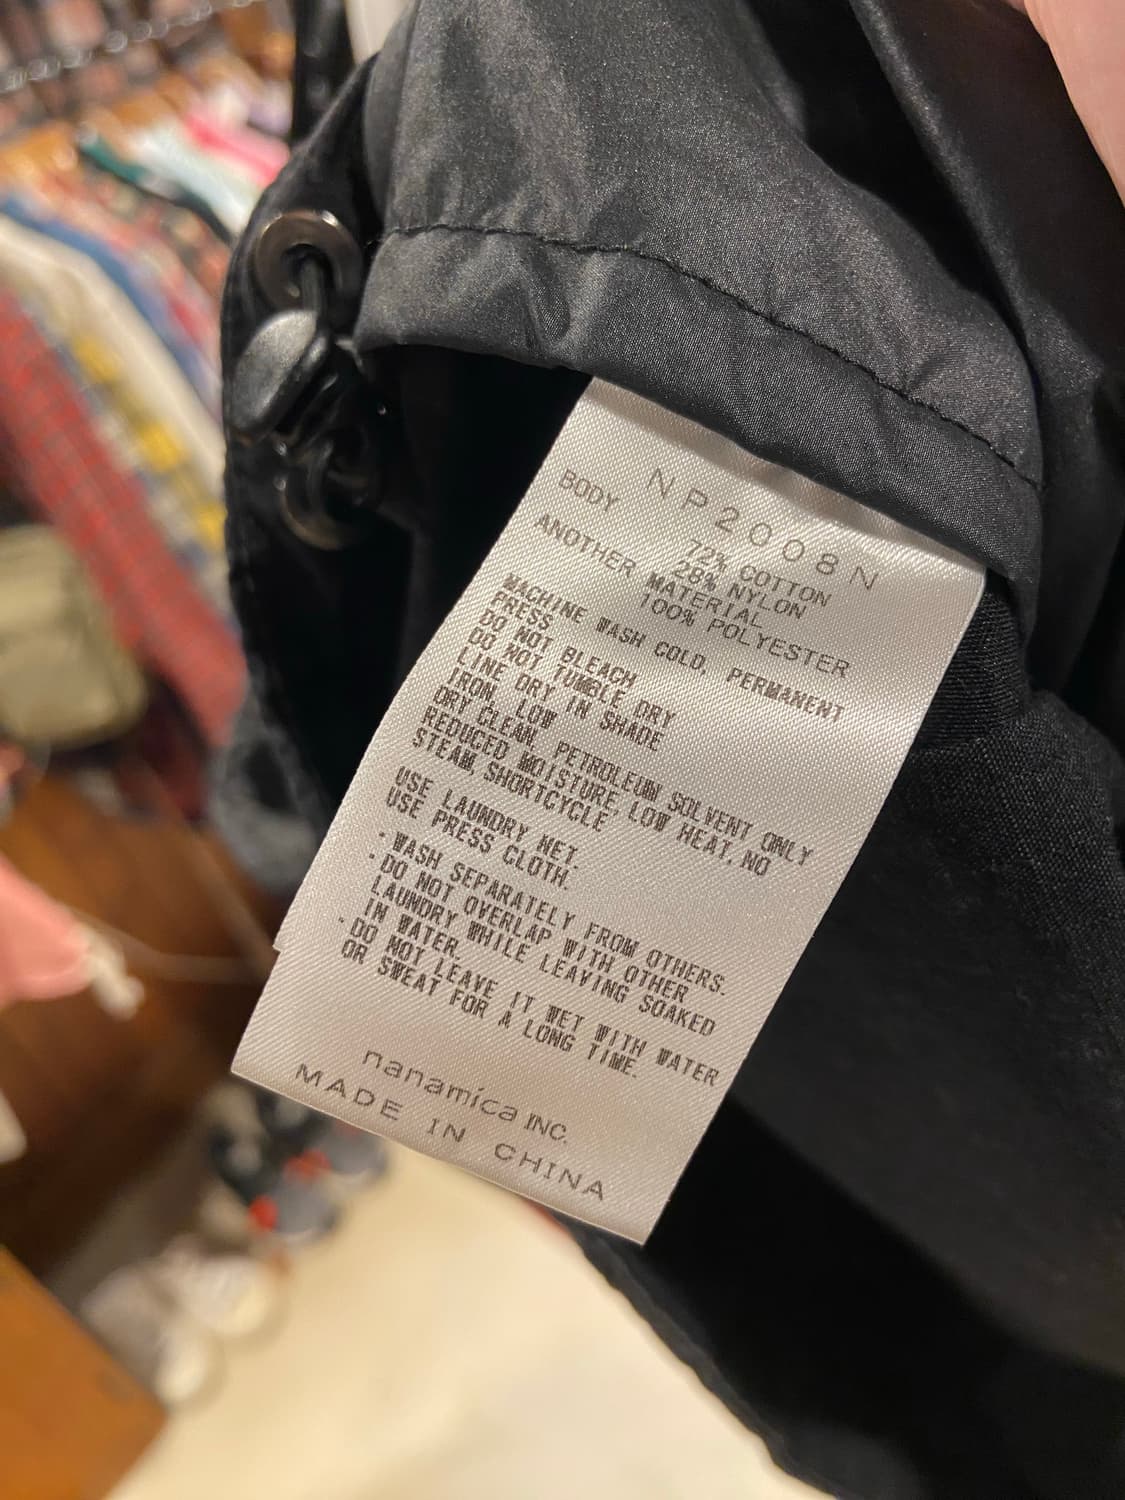 NP2008N
BODY 72% COTTON
28% NYLON
ANOTHER MATERIAL
100% POLYESTER
MACHINE WASH COLD, PERMANENT
PRESS
DO NOT BLEACH
DO NOT TUMBLE DRY
LINE DRY IN SHADE
IRON, LOW
DRY CLEAN, PETROLEUM SOLVENT ONLY
REDUCED MOISTURE, LOW HEAT, NO
STEAM, SHORTCYCLE
USE LAUNDRY NET.
USE PRESS CLOTH.
・WASH SEPARATELY FROM OTHERS.
・DO NOT OVERLAP WITH OTHER
LAUNDRY WHILE LEAVING SOAKED
IN WATER.
・DO NOT LEAVE IT WET WITH WATER
OR SWEAT FOR A LONG TIME.
nanamica INC.
MADE IN CHINA